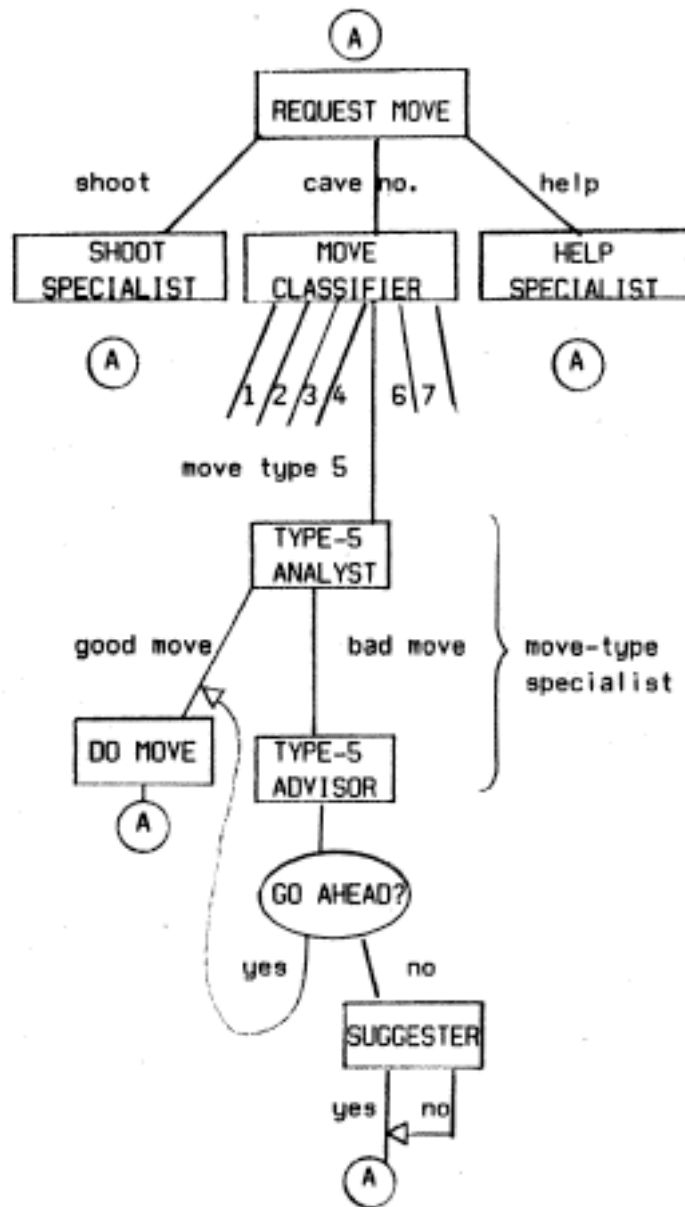 A
REQUEST MOVE
shoot
cave no.
help
SHOOT
SPECIALIST
MOVE
CLASSIFIER
HELP
SPECIALIST
A
A
1 2 3 4 6 7
move type 5
TYPE-5
ANALYST
good move
bad move
move-type
specialist
DO MOVE
TYPE-5
ADVISOR
A
GO AHEAD?
yes
no
SUGGESTER
yes
no
A